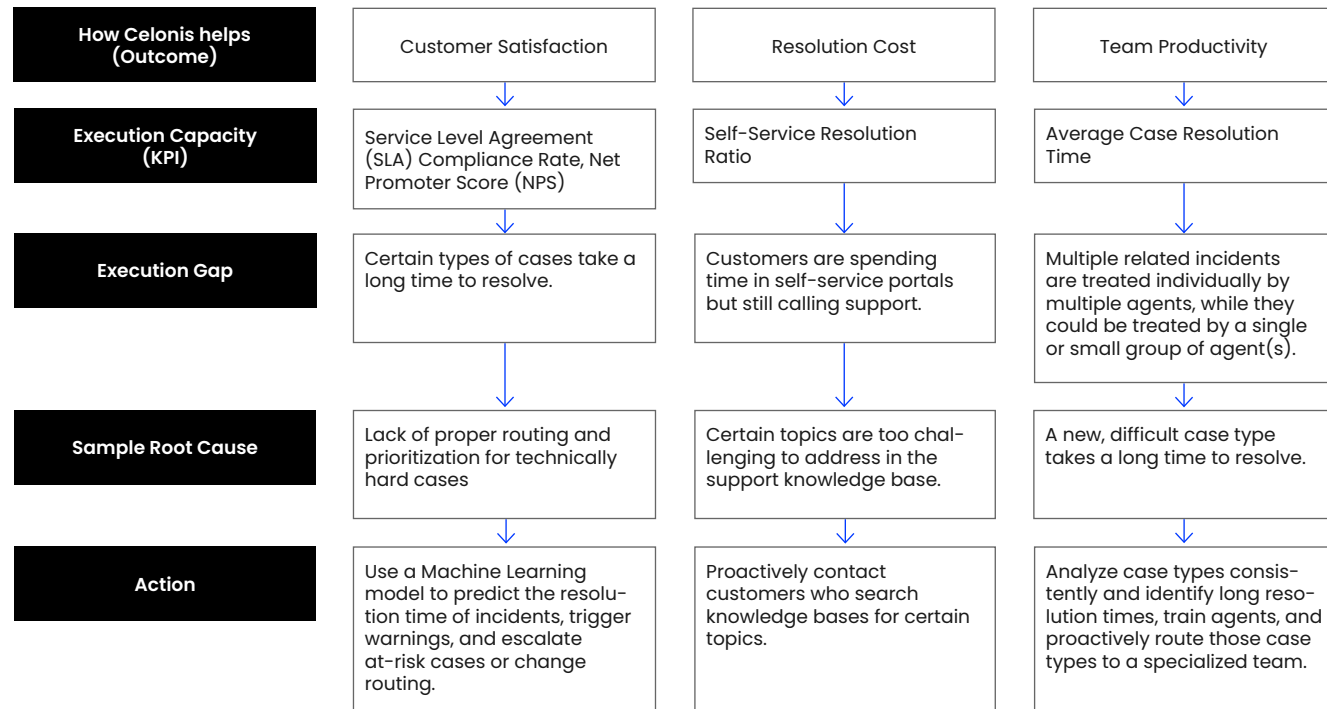 How Celonis helps
(Outcome)
Customer Satisfaction
Resolution Cost
Team Productivity
Execution Capacity
(KPI)
Service Level Agreement
(SLA) Compliance Rate, Net
Promoter Score (NPS)
Self-Service Resolution
Ratio
Average Case Resolution
Time
Execution Gap
Certain types of cases take a
long time to resolve.
Customers are spending
time in self-service portals
but still calling support.
Multiple related incidents
are treated individually by
multiple agents, while they
could be treated by a single
or small group of agent(s).
Sample Root Cause
Lack of proper routing and
prioritization for technically
hard cases
Certain topics are too chal-
lenging to address in the
support knowledge base.
A new, difficult case type
takes a long time to resolve.
Action
Use a Machine Learning
model to predict the resolu-
tion time of incidents, trigger
warnings, and escalate
at-risk cases or change
routing.
Proactively contact
customers who search
knowledge bases for certain
topics.
Analyze case types consis-
tently and identify long reso-
lution times, train agents, and
proactively route those case
types to a specialized team.